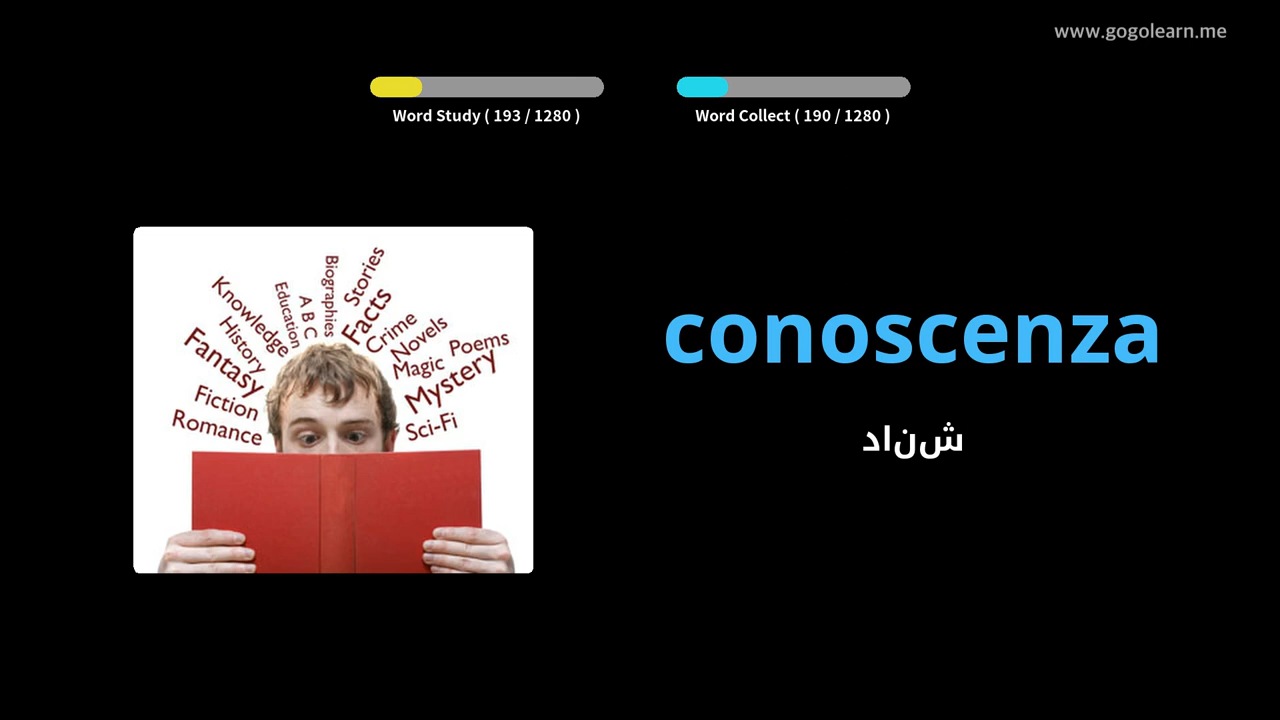 www.gogolearn.me
Word Study ( 193 / 1280 )
Word Collect ( 190 / 1280 )
Knowledge
Education
A B C
Biographies
Stories
Facts
Crime
Novels
Poems
Magic
Mystery
Sci-Fi
History
Fantasy
Fiction
Romance
conoscenza
شناد